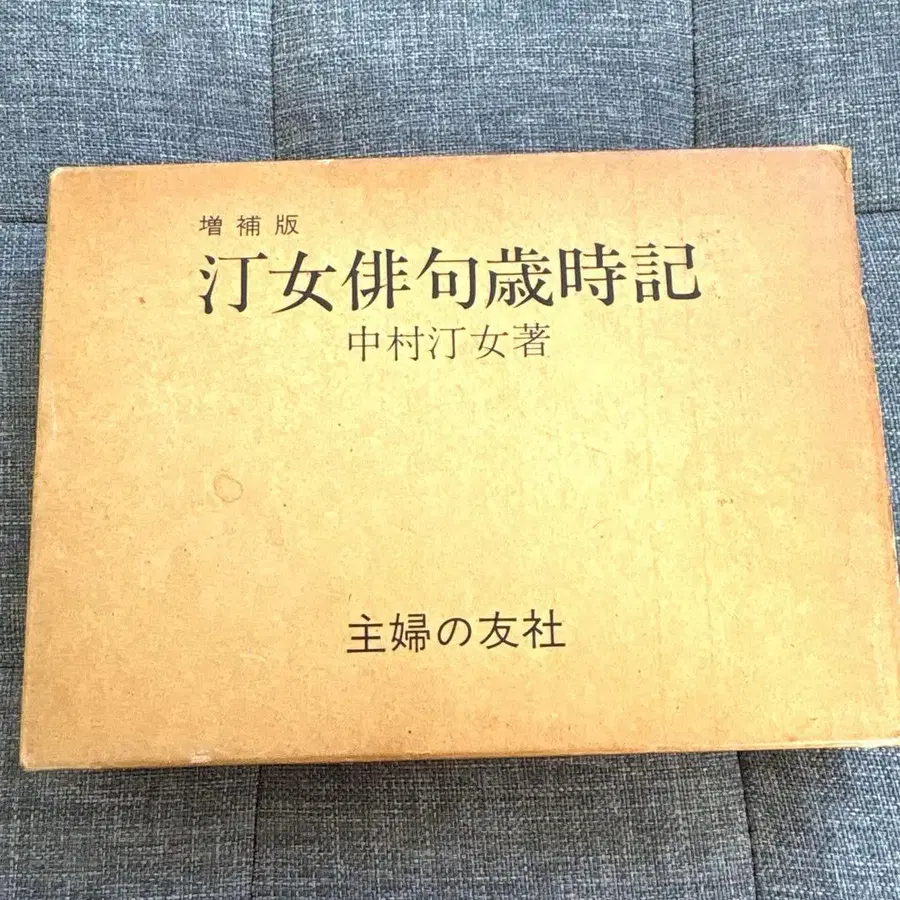 増補版
汀女俳句歳時記
中村汀女著
主婦の友社